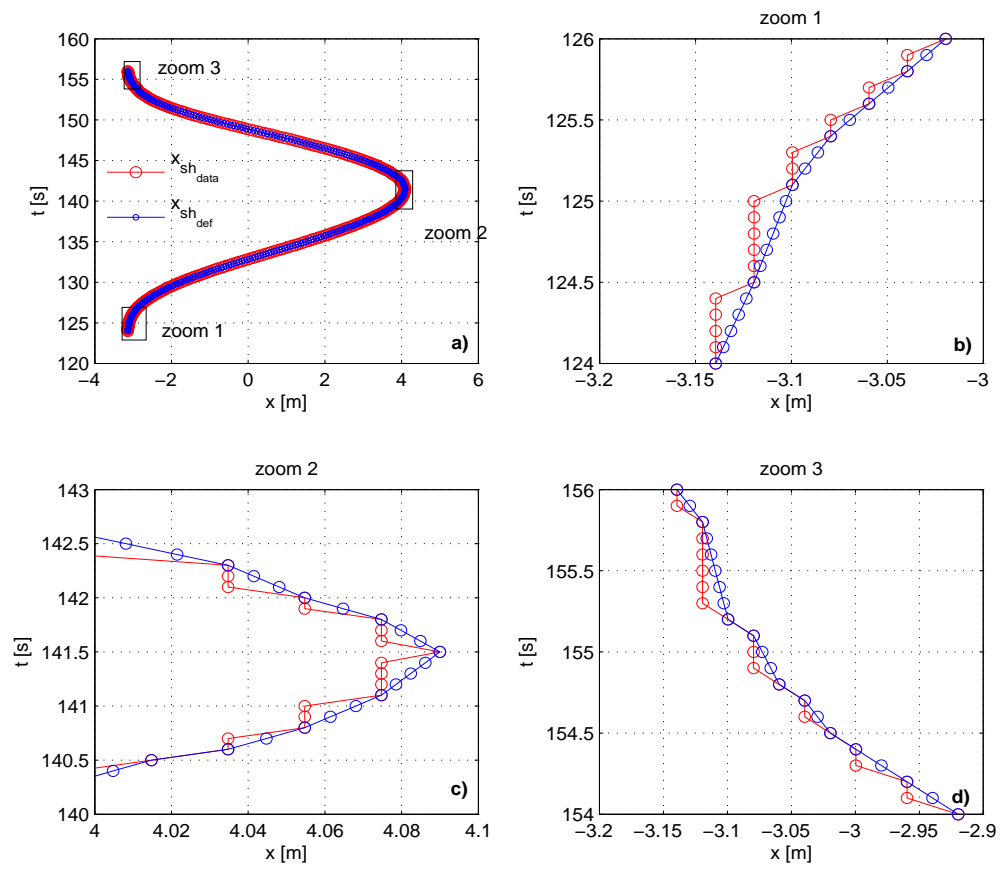 160
155
150
145
140
135
130
125
120
−4
−2
0
2
4
6
x [m]
t [s]
zoom 3
x_sh_data
x_sh_def
zoom 2
zoom 1
a)
zoom 1
126
125.5
125
124.5
124
−3.2
−3.15
−3.1
−3.05
−3
x [m]
t [s]
b)
zoom 2
143
142.5
142
141.5
141
140.5
140
4
4.02
4.04
4.06
4.08
4.1
x [m]
t [s]
c)
zoom 3
156
155.5
155
154.5
154
−3.2
−3.15
−3.1
−3.05
−3
−2.95
−2.9
x [m]
t [s]
d)